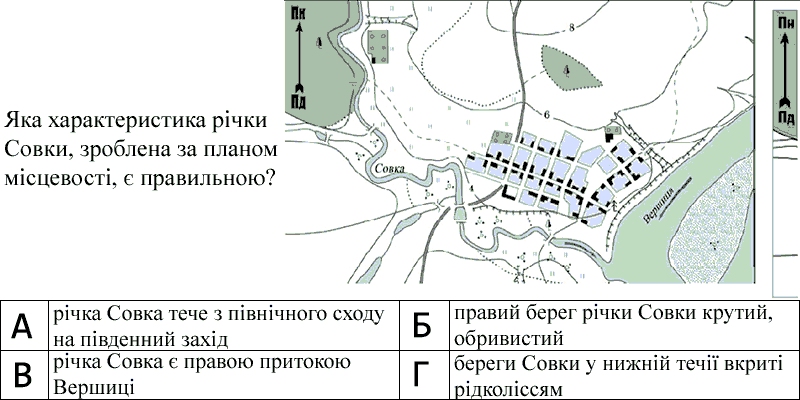 Яка характеристика річки
Совки, зроблена за планом
місцевості, є правильною?
Пн
Пд
8
6
Совка
4
Вершица
Пн
Пд
А
річка Совка тече з північного сходу
на південний захід
Б
правий берег річки Совки крутий,
обривистий
В
річка Совка є правою притокою
Вершиці
Г
береги Совки у нижній течії вкриті
рідколіссям